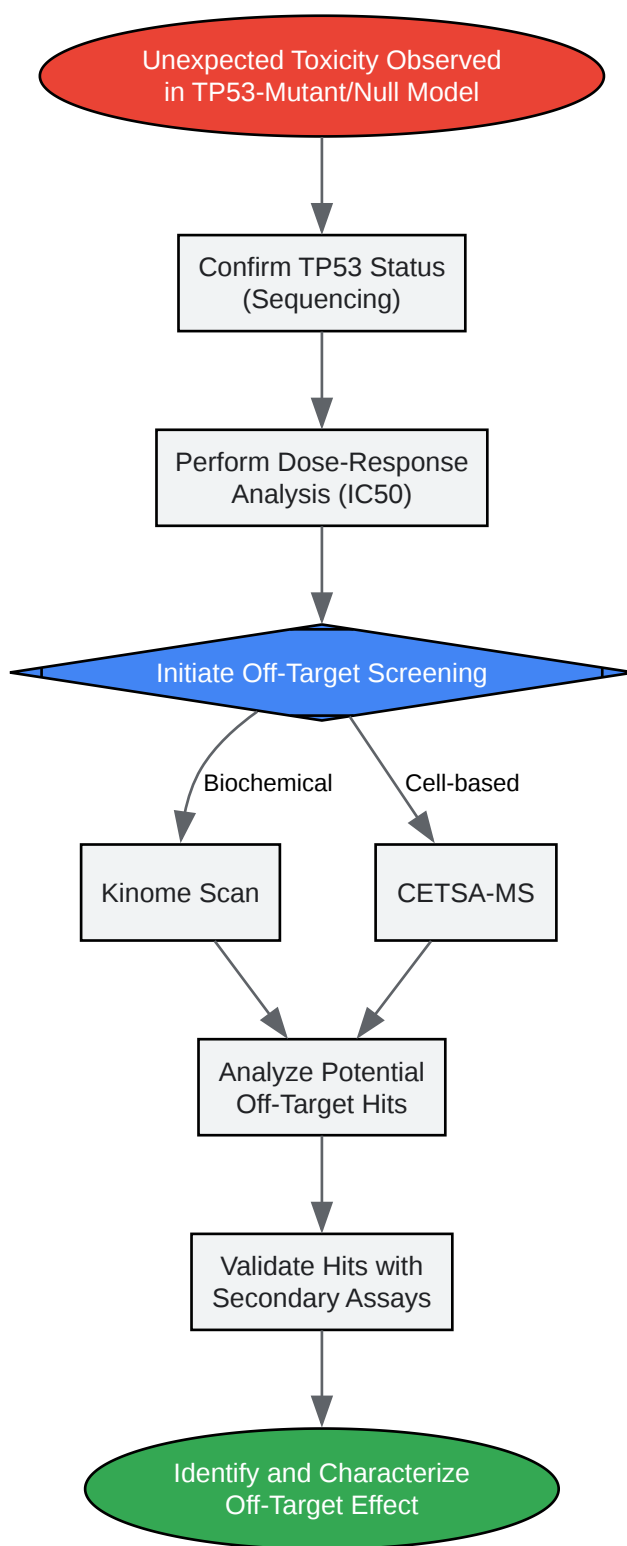 Unexpected Toxicity Observed
in TP53-Mutant/Null Model
Confirm TP53 Status
(Sequencing)
Perform Dose-Response
Analysis (IC50)
Initiate Off-Target Screening
Biochemical
Cell-based
Kinome Scan
CETSA-MS
Analyze Potential
Off-Target Hits
Validate Hits with
Secondary Assays
Identify and Characterize
Off-Target Effect